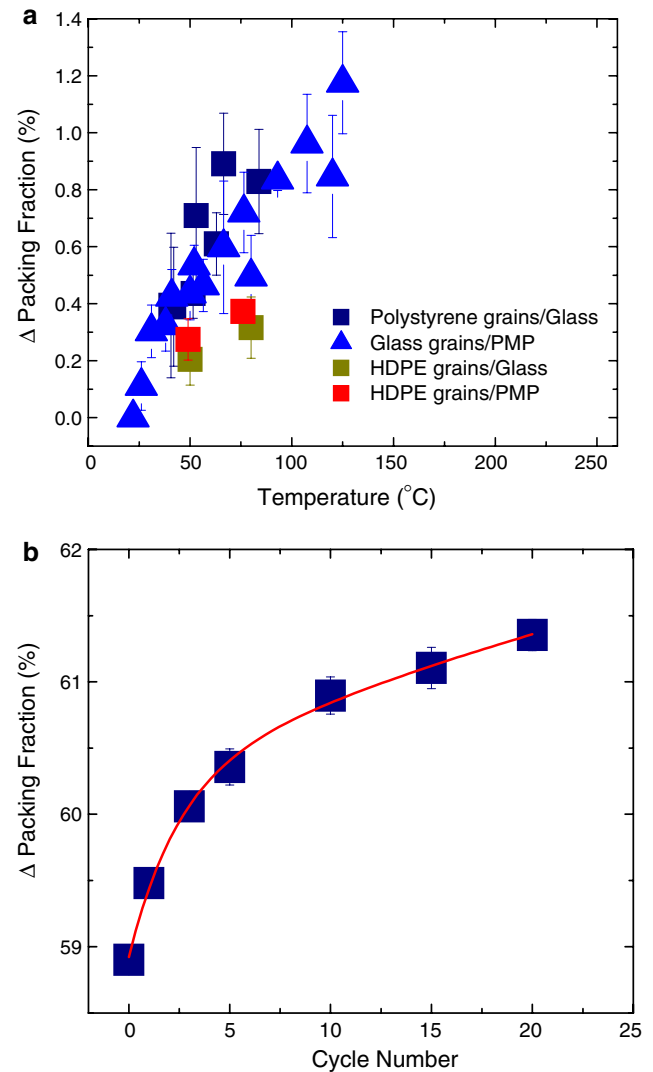 a
1.4
1.2
1.0
0.8
0.6
0.4
0.2
0.0
Δ Packing Fraction (%)
Polystyrene grains/Glass
Glass grains/PMP
HDPE grains/Glass
HDPE grains/PMP
0 50 100 150 200 250
Temperature (°C)
b
62
61
60
59
Δ Packing Fraction (%)
0 5 10 15 20 25
Cycle Number